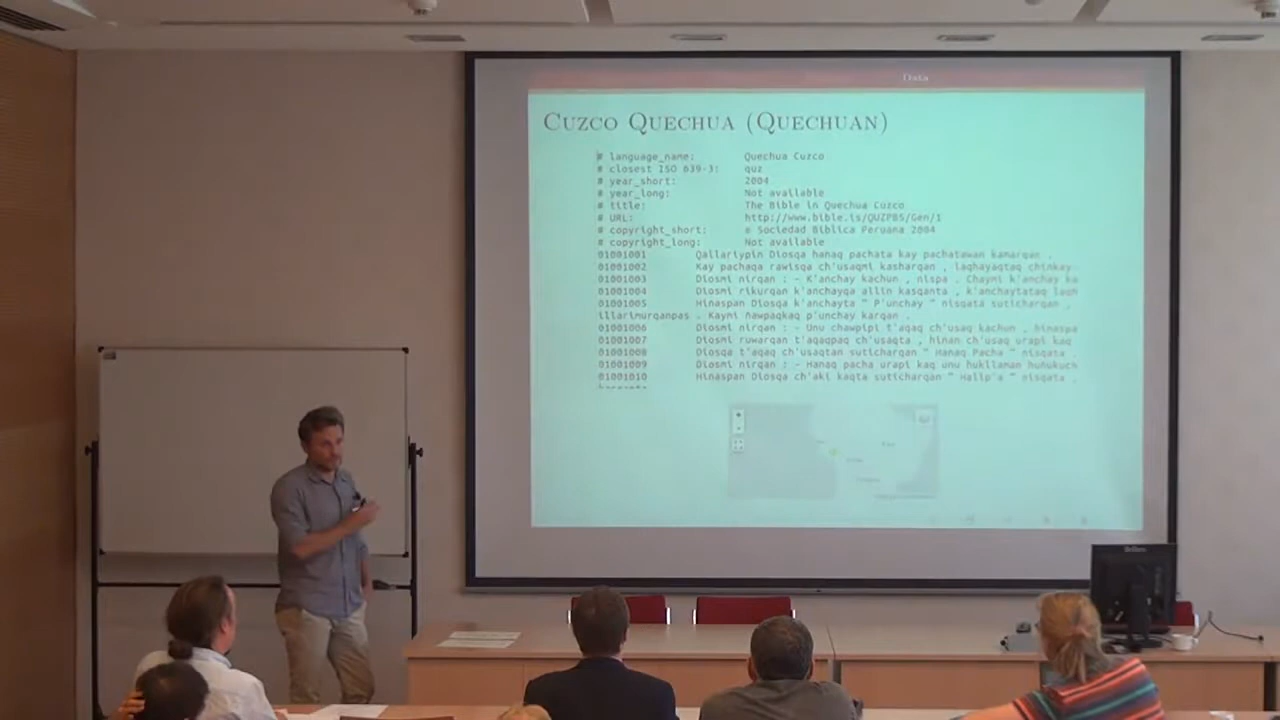 Data
Cuzco Quechua (Quechuan)
# language_name: Quechua Cuzco
# closest ISO 639-3: quz
# year_short: 2004
# year_long: Not available
# title: The Bible in Quechua Cuzco
# URL: http://www.bible.is/QUZPBS/Gen/1
# copyright_short: © Sociedad Biblica Peruana 2004
# copyright_long: Not available
01001001 Qallariypin Diosqa hanaq pachata kay pachatawan kamarqan .
01001002 Kay pachaqa rawisqa ch'usaqmi kasharqan , laqhayaqtaq chinkay
01001003 Diosmi nirqan : – K'anchay kachun , nispa . Chaymi k'anchay ka
01001004 Diosmi rikurqan k'anchayqa allin kasqanta , k'anchaytataq laqh
01001005 Hinaspan Diosqa k'anchayta " P'unchay " nisqata suticharqan ,
illarimurqanpas . Kaymi ñawpaqkaq p'unchay karqan .
01001006 Diosmi nirqan : – Unu chawpipi t'aqaq ch'usaq kachun , hinaspa
01001007 Diosmi ruwarqan t'aqaqpaq ch'usaqta , hinan ch'usaq urapi kaq
01001008 Diosqa t'aqaq ch'usaqtan suticharqan " Hanaq Pacha " nisqata .
01001009 Diosmi nirqan : – Hanaq pacha urapi kaq unu hukllaman huñukuch
01001010 Hinaspan Diosqa ch'aki kaqta suticharqan " Hallp'a " nisqata ,